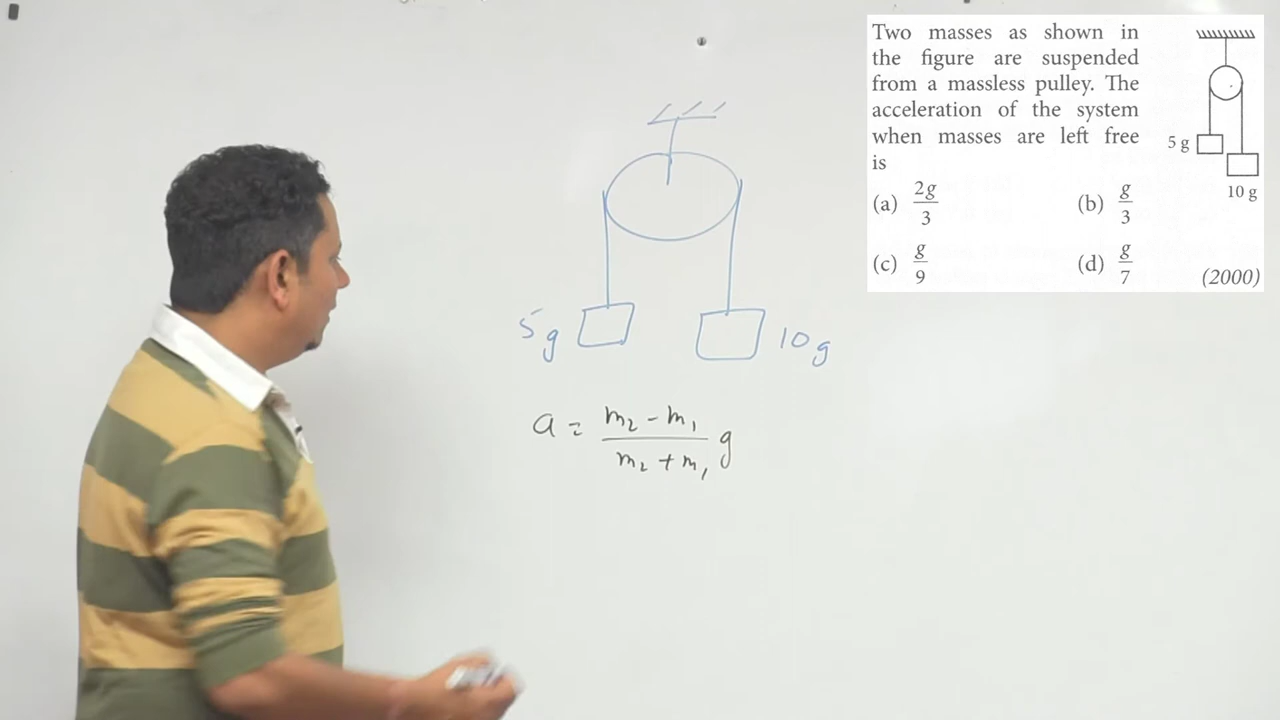 Two masses as shown in
the figure are suspended
from a massless pulley. The
acceleration of the system
when masses are left free
is
5 g
10 g
(a) 2g/3 (b) g/3
(c) g/9 (d) g/7 (2000)
5g 10g
a = m₂ - m₁ / m₂ + m₁ g